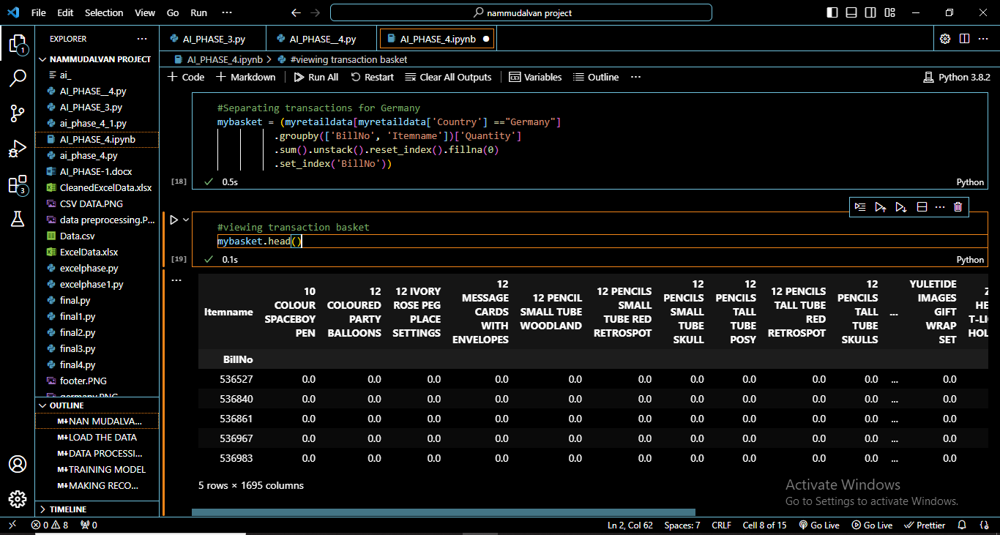 File Edit Selection View Go Run ···
nammudalvan project
EXPLORER ···
NAMMUDALVAN PROJECT
ai_
AI_PHASE__4.py
AI_PHASE_3.py
ai_phase_4_1.py
AI_PHASE_4.ipynb
ai_phase_4.py
AI_PHASE-1.docx
CleanedExcelData.xlsx
CSV DATA.PNG
data preprocessing.P...
Data.csv
ExcelData.xlsx
excelphase.py
excelphase1.py
final.py
final1.py
final2.py
final3.py
final4.py
footer.PNG
germany.PNG
OUTLINE
NAN MUDALVA...
LOAD THE DATA
DATA PROCESSI...
TRAINING MODEL
MAKING RECO...
TIMELINE
1
3
AI_PHASE_3.py AI_PHASE__4.py AI_PHASE_4.ipynb
AI_PHASE_4.ipynb > #viewing transaction basket
+ Code + Markdown Run All Restart Clear All Outputs Variables Outline ··· Python 3.8.2
#Separating transactions for Germany
mybasket = (myretaildata[myretaildata['Country'] =="Germany"]
.groupby(['BillNo', 'Itemname'])['Quantity']
.sum().unstack().reset_index().fillna(0)
.set_index('BillNo'))
[18] 0.5s Python
#viewing transaction basket
mybasket.head()
[19] 0.1s Python
Itemname 10 COLOUR SPACEBOY PEN 12 COLOURED PARTY BALLOONS 12 IVORY ROSE PEG PLACE SETTINGS 12 MESSAGE CARDS WITH ENVELOPES 12 PENCIL SMALL TUBE WOODLAND 12 PENCILS SMALL TUBE RED RETROSPOT 12 PENCILS SMALL TUBE SKULL 12 PENCILS TALL TUBE POSY 12 PENCILS TALL TUBE RED RETROSPOT 12 PENCILS TALL TUBE SKULLS ... YULETIDE IMAGES GIFT WRAP SET
BillNo
536527 0.0 0.0 0.0 0.0 0.0 0.0 0.0 0.0 0.0 0.0 ... 0.0
536840 0.0 0.0 0.0 0.0 0.0 0.0 0.0 0.0 0.0 0.0 ... 0.0
536861 0.0 0.0 0.0 0.0 0.0 0.0 0.0 0.0 0.0 0.0 ... 0.0
536967 0.0 0.0 0.0 0.0 0.0 0.0 0.0 0.0 0.0 0.0 ... 0.0
536983 0.0 0.0 0.0 0.0 0.0 0.0 0.0 0.0 0.0 0.0 ... 0.0
5 rows × 1695 columns
Activate Windows
Go to Settings to activate Windows.
0 8 0 Ln 2, Col 62 Spaces: 7 CRLF Cell 8 of 15 Go Live Go Live Prettier